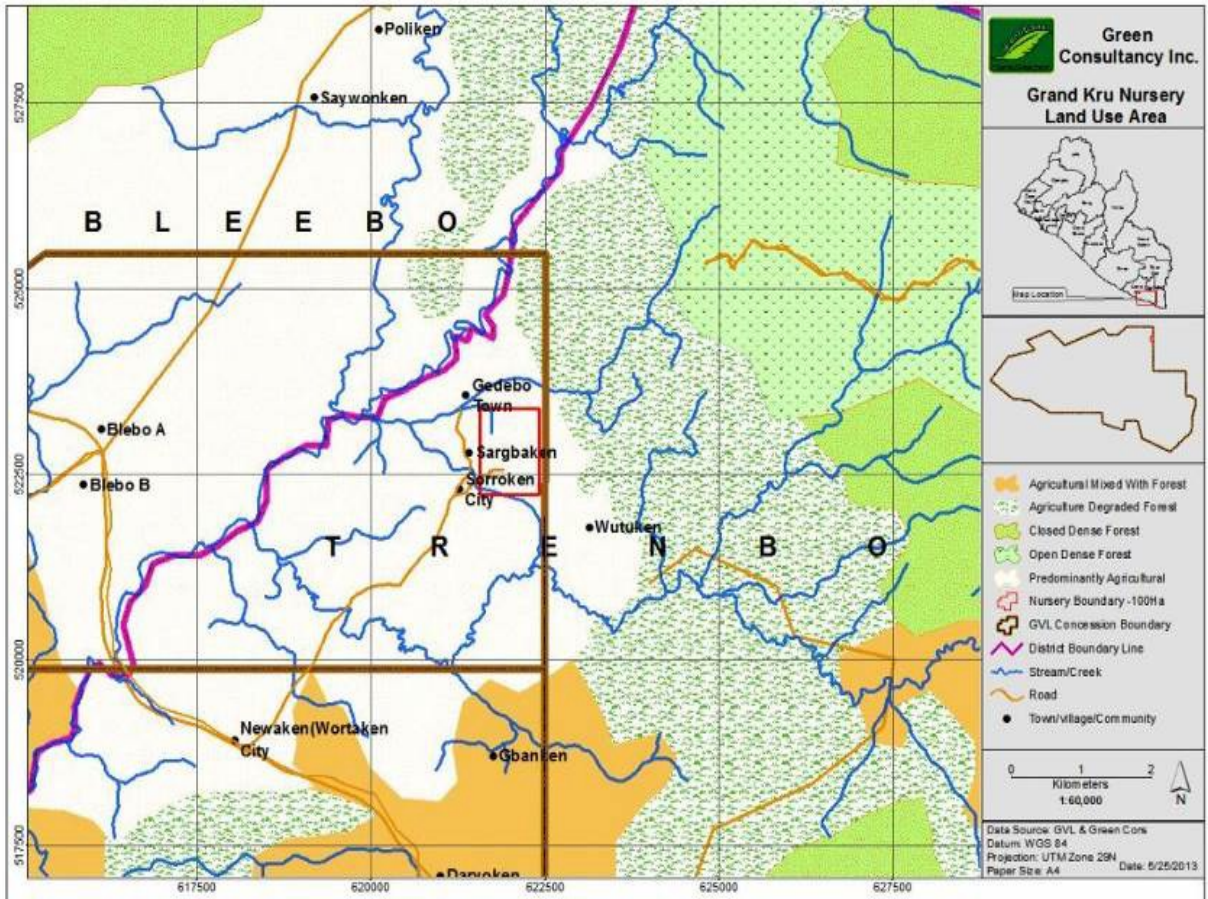 Poliken
Saywonken
B L E E B O
Gedebo
Town
Blebo A
Sargbaken
Blebo B
Sorroken
City
Wutuken
T R E N B O
Newaken(Wortaken
City
Gbanken
Daryoken
527500
525000
522500
520000
517500
617500
620000
622500
625000
627500
Green
Consultancy Inc.
Grand Kru Nursery
Land Use Area
Map Location
Agricultural Mixed With Forest
Agriculture Degraded Forest
Closed Dense Forest
Open Dense Forest
Predominantly Agricultural
Nursery Boundary -100Ha
GVL Concession Boundary
District Boundary Line
Stream/Creek
Road
Town/village/Community
0 1 2
Kilometers
1:60,000
N
Data Source: GVL & Green Cons
Datum: WGS 84
Projection: UTM Zone 29N
Paper Size: A4
Date: 5/25/2013